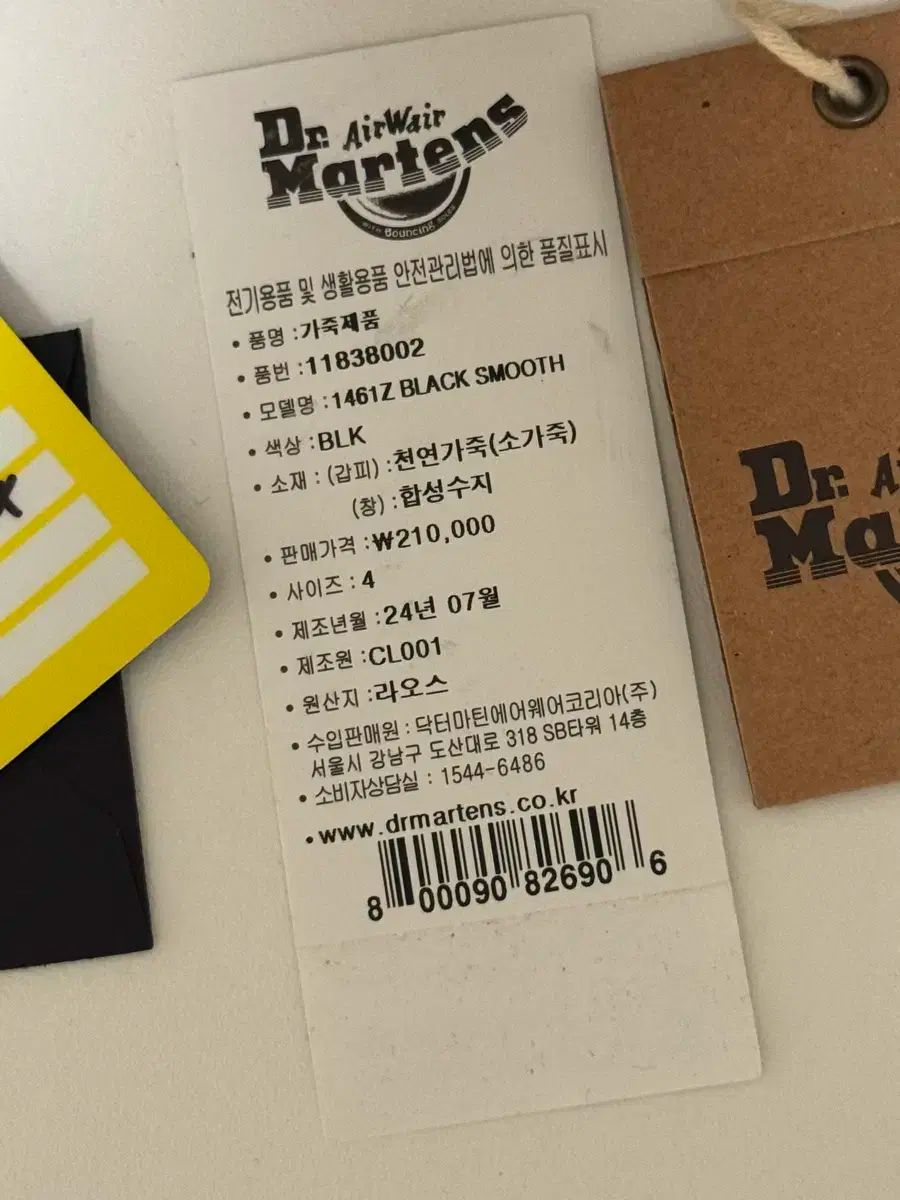 Dr. AirWair
Martens
WITH Bouncing SOLES
전기용품 및 생활용품 안전관리법에 의한 품질표시
• 품명 :가죽제품
• 품번 :11838002
• 모델명 :1461Z BLACK SMOOTH
• 색상 :BLK
• 소재 : (갑피) :천연가죽(소가죽)
(창) :합성수지
• 판매가격 :₩210,000
• 사이즈 : 4
• 제조년월 :24년 07월
• 제조원 :CL001
• 원산지 :라오스
• 수입판매원 : 닥터마틴에어웨어코리아(주)
서울시 강남구 도산대로 318 SB타워 14층
• 소비자상담실 : 1544-6486
• www.drmartens.co.kr
8 00090 82690 6
Dr. Ai
Ma